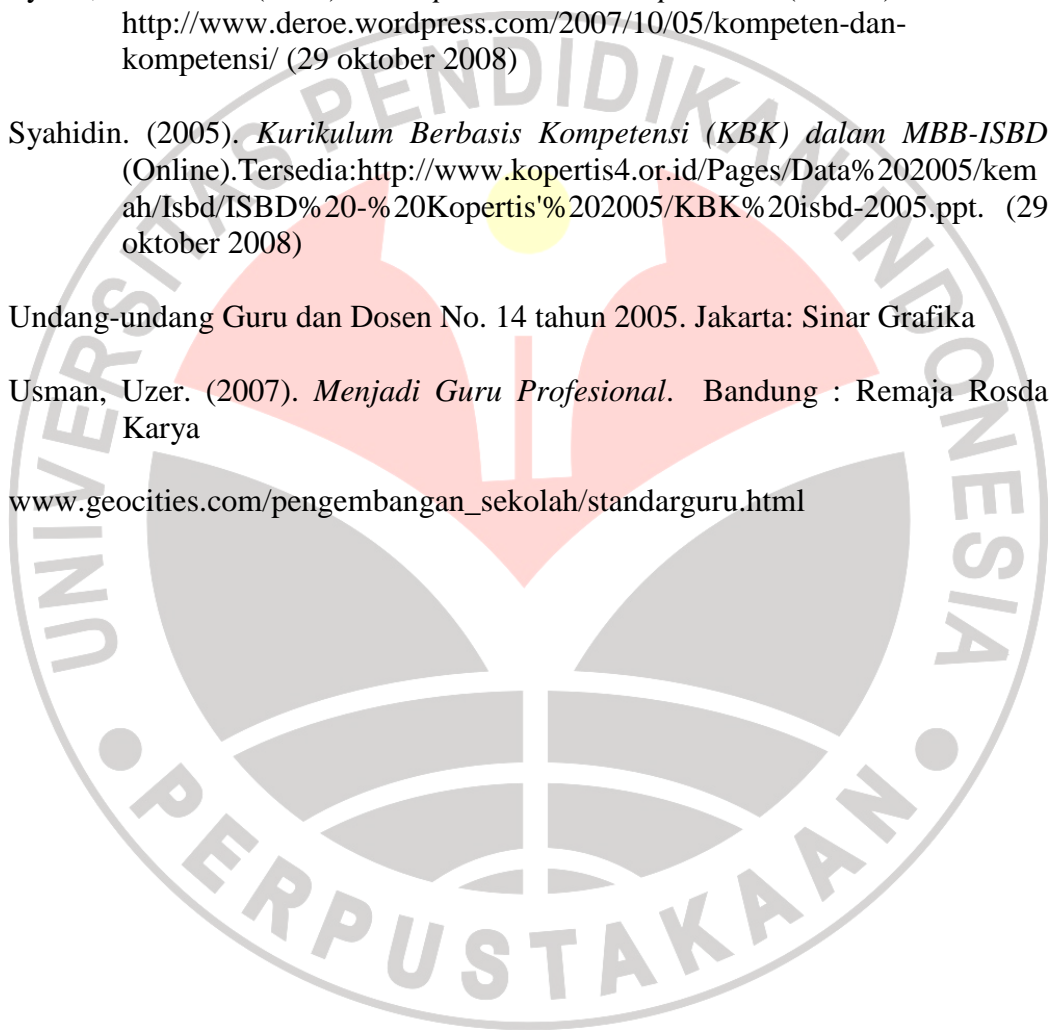 http://www.deroe.wordpress.com/2007/10/05/kompeten-dan-
kompetensi/ (29 oktober 2008)
Syahidin. (2005). Kurikulum Berbasis Kompetensi (KBK) dalam MBB-ISBD
(Online).Tersedia:http://www.kopertis4.or.id/Pages/Data%202005/kem
ah/Isbd/ISBD%20-%20Kopertis'%202005/KBK%20isbd-2005.ppt. (29
oktober 2008)
Undang-undang Guru dan Dosen No. 14 tahun 2005. Jakarta: Sinar Grafika
Usman, Uzer. (2007). Menjadi Guru Profesional. Bandung : Remaja Rosda
Karya
www.geocities.com/pengembangan_sekolah/standarguru.html
UNIVERSITAS PENDIDIKAN INDONESIA
PERPUSTAKAAN